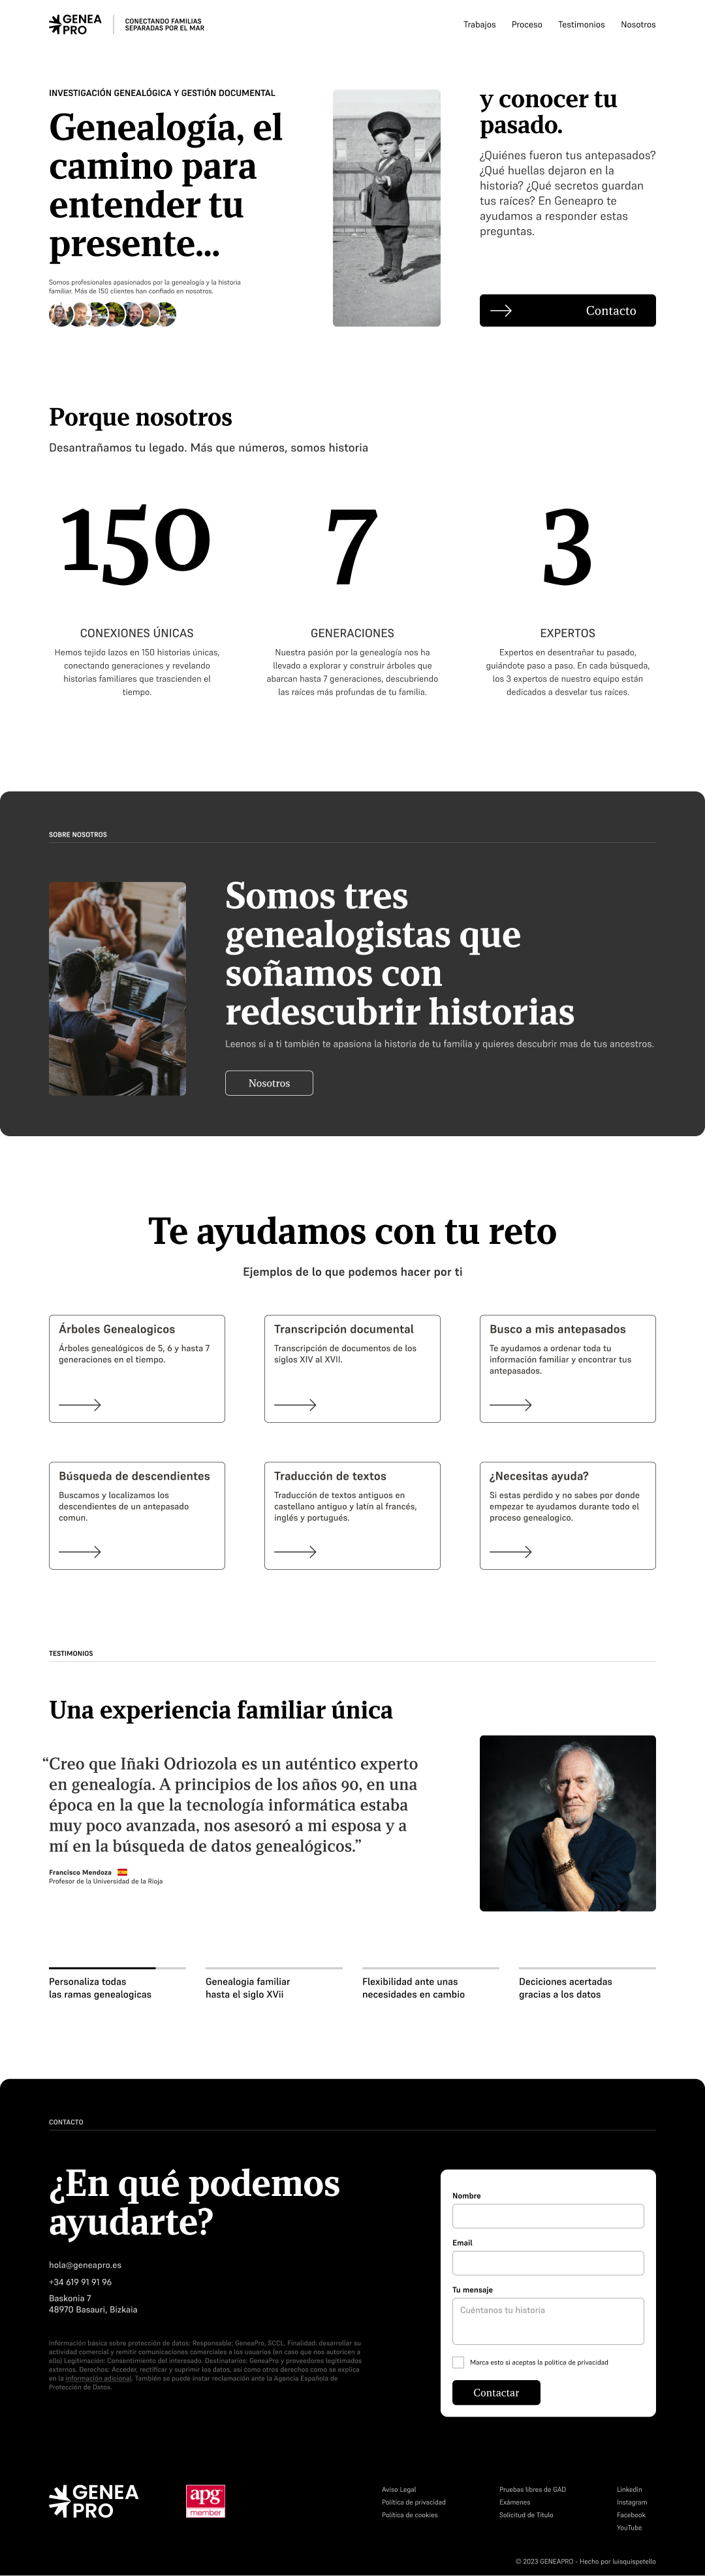 GENEA
PRO
CONECTANDO FAMILIAS
SEPARADAS POR EL MAR
Trabajos
Proceso
Testimonios
Nosotros
INVESTIGACIÓN GENEALÓGICA Y GESTIÓN DOCUMENTAL
Genealogía, el
camino para
entender tu
presente...
Somos profesionales apasionados por la genealogía y la historia
familiar. Más de 150 clientes han confiado en nosotros.
y conocer tu
pasado.
¿Quiénes fueron tus antepasados?
¿Qué huellas dejaron en la
historia? ¿Qué secretos guardan
tus raíces? En Geneapro te
ayudamos a responder estas
preguntas.
Contacto
Porque nosotros
Desantrañamos tu legado. Más que números, somos historia
150
CONEXIONES ÚNICAS
Hemos tejido lazos en 150 historias únicas,
conectando generaciones y revelando
historias familiares que trascienden el
tiempo.
7
GENERACIONES
Nuestra pasión por la genealogía nos ha
llevado a explorar y construir árboles que
abarcan hasta 7 generaciones, descubriendo
las raíces más profundas de tu familia.
3
EXPERTOS
Expertos en desentrañar tu pasado,
guiándote paso a paso. En cada búsqueda,
los 3 expertos de nuestro equipo están
dedicados a desvelar tus raíces.
SOBRE NOSOTROS
Somos tres
genealogistas que
soñamos con
redescubrir historias
Leenos si a ti también te apasiona la historia de tu familia y quieres descubrir mas de tus ancestros.
Nosotros
Te ayudamos con tu reto
Ejemplos de lo que podemos hacer por ti
Árboles Genealogicos
Árboles genealógicos de 5, 6 y hasta 7
generaciones en el tiempo.
Transcripción documental
Transcripción de documentos de los
siglos XIV al XVII.
Busco a mis antepasados
Te ayudamos a ordenar toda tu
información familiar y encontrar tus
antepasados.
Búsqueda de descendientes
Buscamos y localizamos los
descendientes de un antepasado
comun.
Traducción de textos
Traducción de textos antiguos en
castellano antiguo y latín al francés,
inglés y portugués.
¿Necesitas ayuda?
Si estas perdido y no sabes por donde
empezar te ayudamos durante todo el
proceso genealogico.
TESTIMONIOS
Una experiencia familiar única
“Creo que Iñaki Odriozola es un auténtico experto
en genealogía. A principios de los años 90, en una
época en la que la tecnología informática estaba
muy poco avanzada, nos asesoró a mi esposa y a
mí en la búsqueda de datos genealógicos.”
Francisco Mendoza
Profesor de la Universidad de la Rioja
Personaliza todas
las ramas genealogicas
Genealogia familiar
hasta el siglo XVii
Flexibilidad ante unas
necesidades en cambio
Deciciones acertadas
gracias a los datos
CONTACTO
¿En qué podemos
ayudarte?
hola@geneapro.es
+34 619 91 91 96
Baskonia 7
48970 Basauri, Bizkaia
Información básica sobre protección de datos: Responsable: GeneaPro, SCCL. Finalidad: desarrollar su
actividad comercial y remitir comunicaciones comerciales a los usuarios (en caso que nos autoricen a
ello) Legitimación: Consentimiento del interesado. Destinatarios: GeneaPro y proveedores legitimados
externos. Derechos: Acceder, rectificar y suprimir los datos, así como otros derechos como se explica
en la información adicional. También se puede instar reclamación ante la Agencia Española de
Protección de Datos.
Nombre
Email
Tu mensaje
Cuéntanos tu historia
Marca esto si aceptas la politica de privacidad
Contactar
GENEA
PRO
apg
member
Aviso Legal
Política de privacidad
Política de cookies
Pruebas libres de GAD
Exámenes
Solicitud de Título
Linkedin
Instagram
Facebook
YouTube
© 2023 GENEAPRO - Hecho por luisquispetello